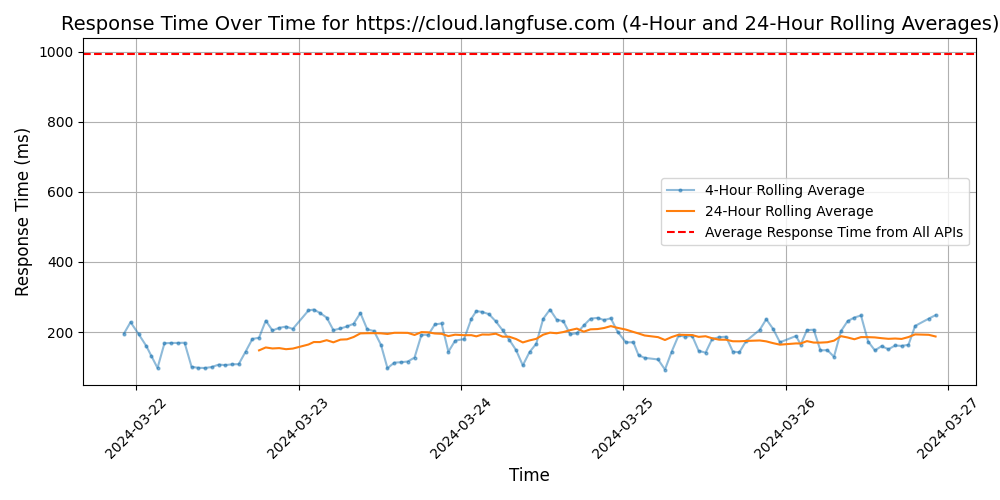 Response Time Over Time for https://cloud.langfuse.com (4-Hour and 24-Hour Rolling Averages)
1000
800
600
400
200
Response Time (ms)
4-Hour Rolling Average
24-Hour Rolling Average
Average Response Time from All APIs
2024-03-22
2024-03-23
2024-03-24
2024-03-25
2024-03-26
2024-03-27
Time